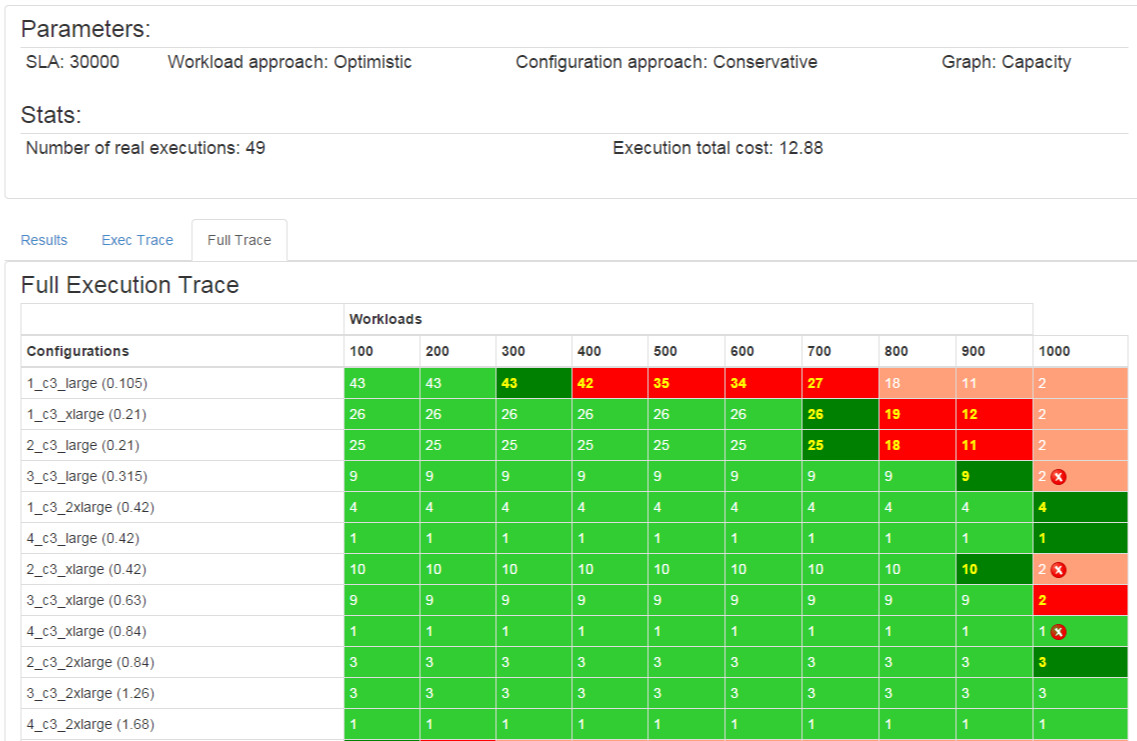 Parameters:
SLA: 30000 Workload approach: Optimistic Configuration approach: Conservative Graph: Capacity
Stats:
Number of real executions: 49 Execution total cost: 12.88
Results Exec Trace Full Trace
Full Execution Trace
Workloads
Configurations 100 200 300 400 500 600 700 800 900 1000
1_c3_large (0.105) 43 43 43 42 35 34 27 18 11 2
1_c3_xlarge (0.21) 26 26 26 26 26 26 26 19 12 2
2_c3_large (0.21) 25 25 25 25 25 25 25 18 11 2
3_c3_large (0.315) 9 9 9 9 9 9 9 9 9 2 x
1_c3_2xlarge (0.42) 4 4 4 4 4 4 4 4 4 4
4_c3_large (0.42) 1 1 1 1 1 1 1 1 1 1
2_c3_xlarge (0.42) 10 10 10 10 10 10 10 10 10 2 x
3_c3_xlarge (0.63) 9 9 9 9 9 9 9 9 9 2
4_c3_xlarge (0.84) 1 1 1 1 1 1 1 1 1 1 x
2_c3_2xlarge (0.84) 3 3 3 3 3 3 3 3 3 3
3_c3_2xlarge (1.26) 3 3 3 3 3 3 3 3 3 3
4_c3_2xlarge (1.68) 1 1 1 1 1 1 1 1 1 1